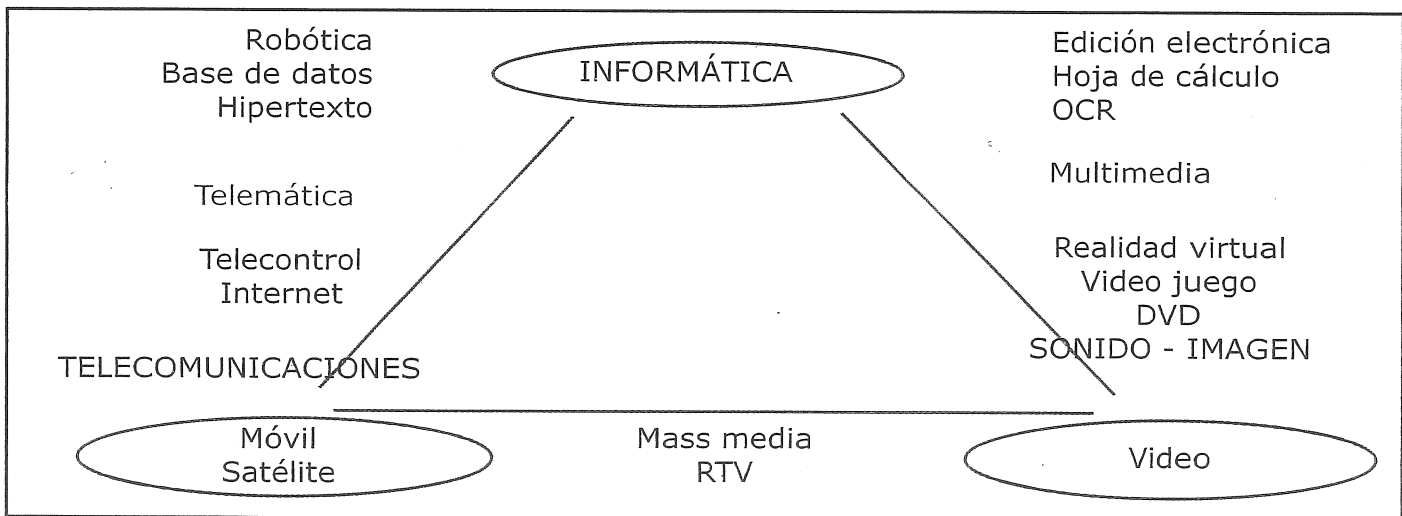 Robótica
Base de datos
Hipertexto
INFORMÁTICA
Edición electrónica
Hoja de cálculo
OCR
Telemática
Multimedia
Telecontrol
Internet
Realidad virtual
Video juego
DVD
SONIDO - IMAGEN
TELECOMUNICACIONES
Móvil
Satélite
Mass media
RTV
Video